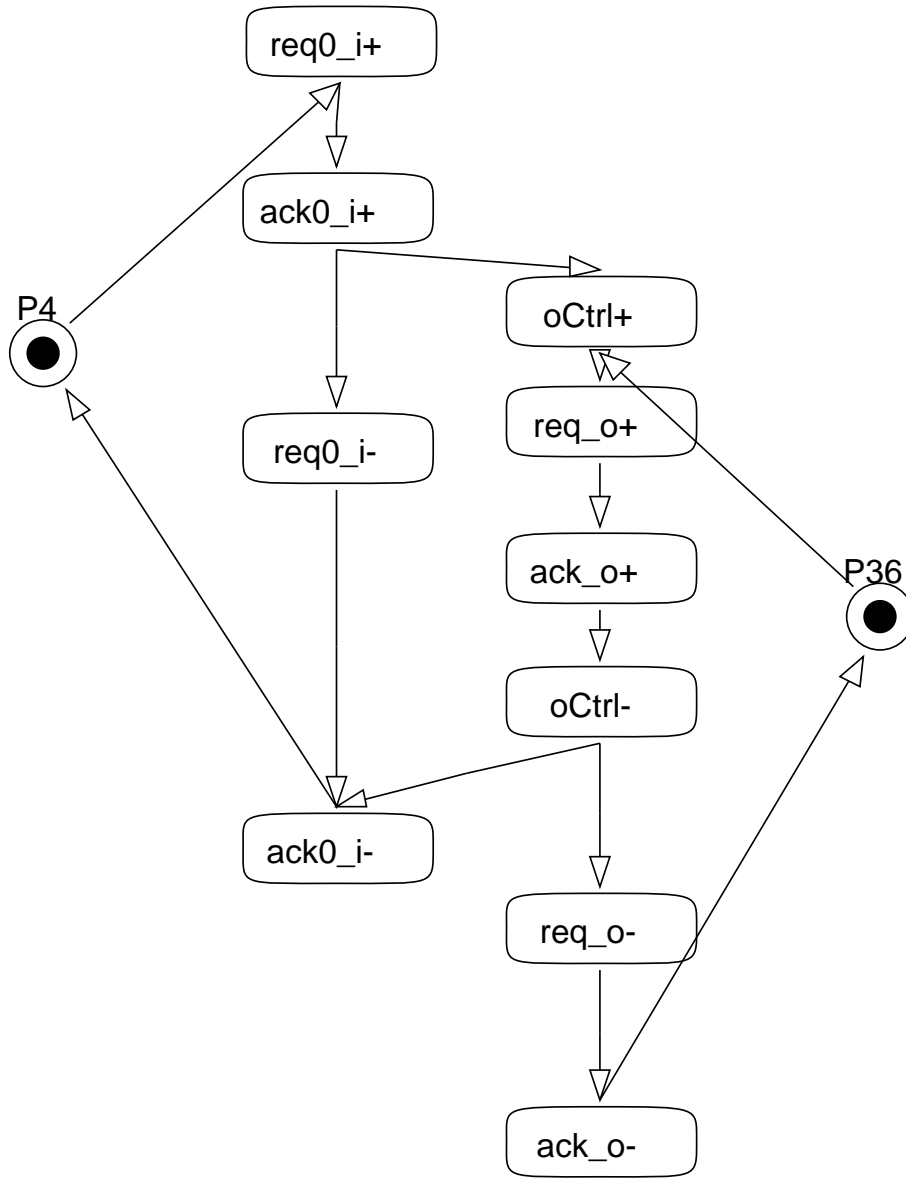 req0_i+
ack0_i+
P4
oCtrl+
req_o+
req0_i-
ack_o+
P36
oCtrl-
ack0_i-
req_o-
ack_o-